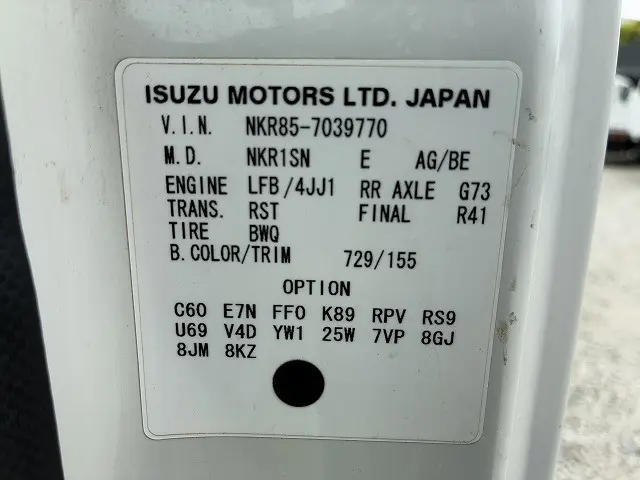 ISUZU MOTORS LTD. JAPAN
V.I.N. NKR85-7039770
M.D. NKR1SN E AG/BE
ENGINE LFB/4JJ1 RR AXLE G73
TRANS. RST FINAL R41
TIRE BWQ
B.COLOR/TRIM 729/155
OPTION
C60 E7N FF0 K89 RPV RS9
U69 V4D YW1 25W 7VP 8GJ
8JM 8KZ